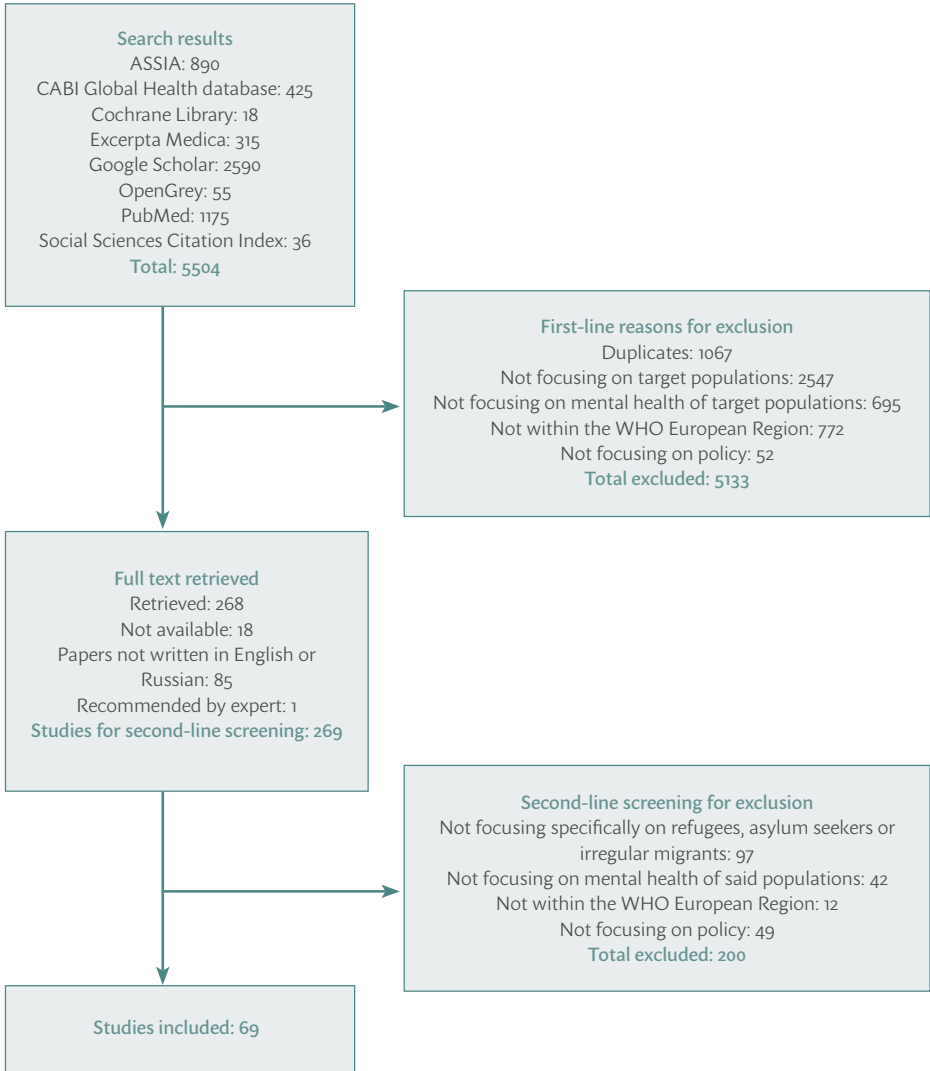 Search results
ASSIA: 890
CABI Global Health database: 425
Cochrane Library: 18
Excerpta Medica: 315
Google Scholar: 2590
OpenGrey: 55
PubMed: 1175
Social Sciences Citation Index: 36
Total: 5504
First-line reasons for exclusion
Duplicates: 1067
Not focusing on target populations: 2547
Not focusing on mental health of target populations: 695
Not within the WHO European Region: 772
Not focusing on policy: 52
Total excluded: 5133
Full text retrieved
Retrieved: 268
Not available: 18
Papers not written in English or
Russian: 85
Recommended by expert: 1
Studies for second-line screening: 269
Second-line screening for exclusion
Not focusing specifically on refugees, asylum seekers or
irregular migrants: 97
Not focusing on mental health of said populations: 42
Not within the WHO European Region: 12
Not focusing on policy: 49
Total excluded: 200
Studies included: 69